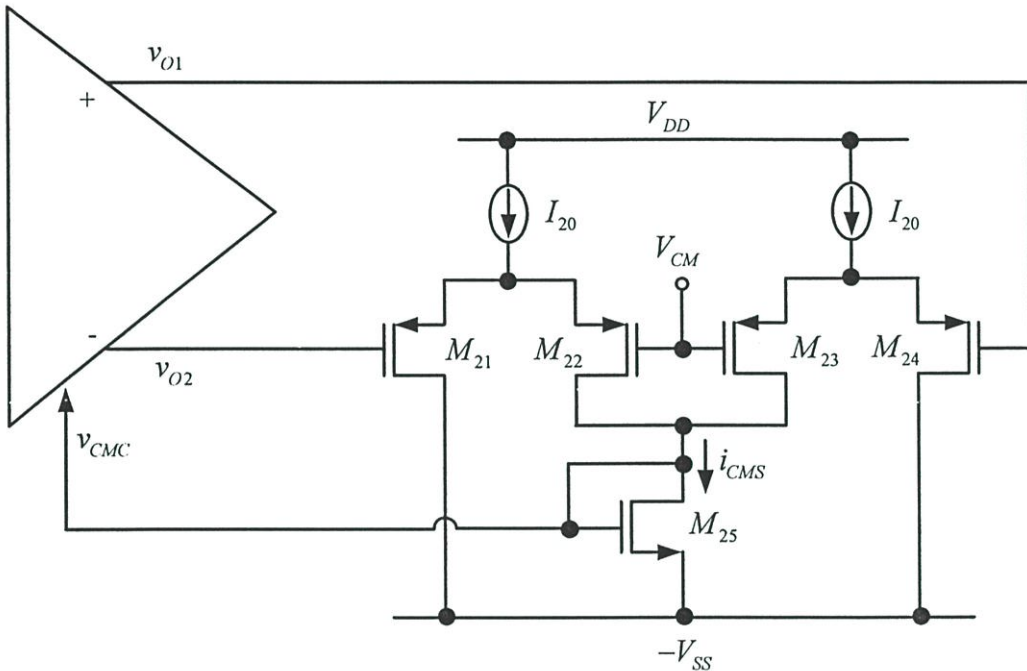 v_{O1}
+
V_{DD}
I_{20}
I_{20}
V_{CM}
-
M_{21}
M_{22}
M_{23}
M_{24}
v_{O2}
v_{CMC}
i_{CMS}
M_{25}
-V_{SS}